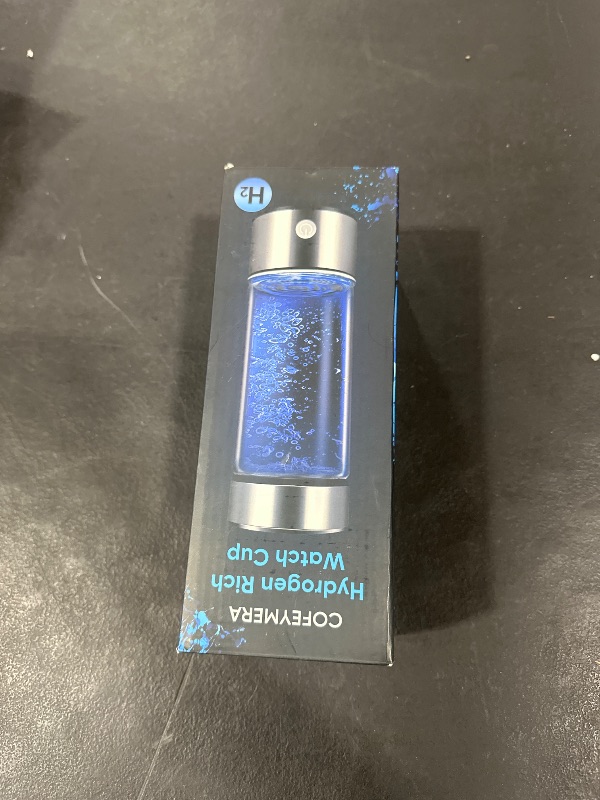 COFEYMERA
Hydrogen Rich
Watch Cup
H2